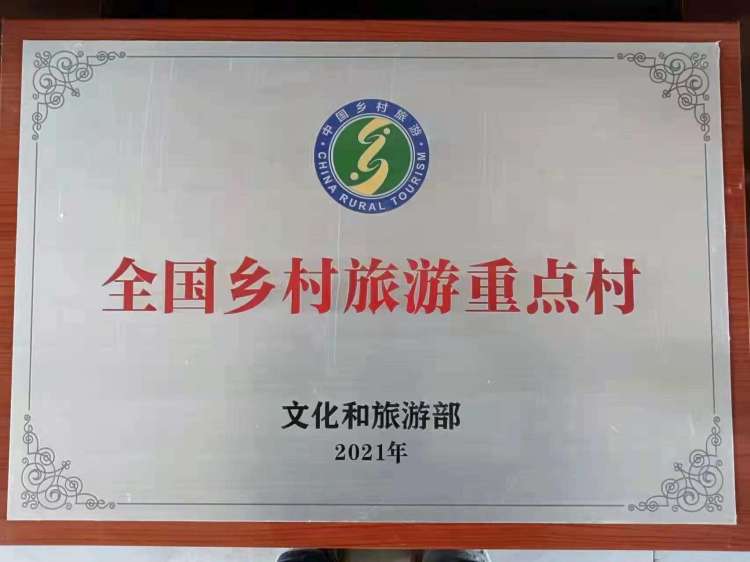 中国乡村旅游
CHINA RURAL TOURISM
全国乡村旅游重点村
文化和旅游部
2021年